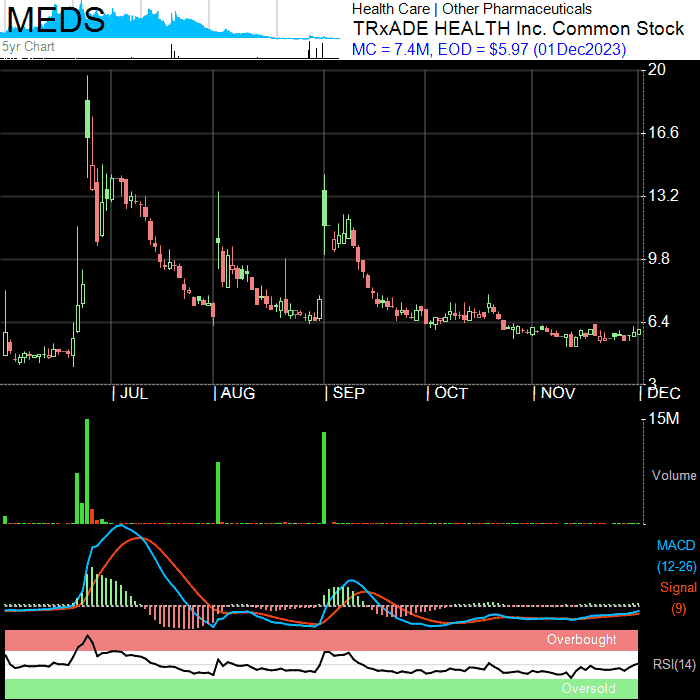 MEDS
5yr Chart
Health Care | Other Pharmaceuticals
TRxADE HEALTH Inc. Common Stock
MC = 7.4M, EOD = $5.97 (01Dec2023)
20
16.6
13.2
9.8
6.4
3
JUL AUG SEP OCT NOV DEC
15M
Volume
MACD
(12-26)
Signal
(9)
Overbought
RSI(14)
Oversold